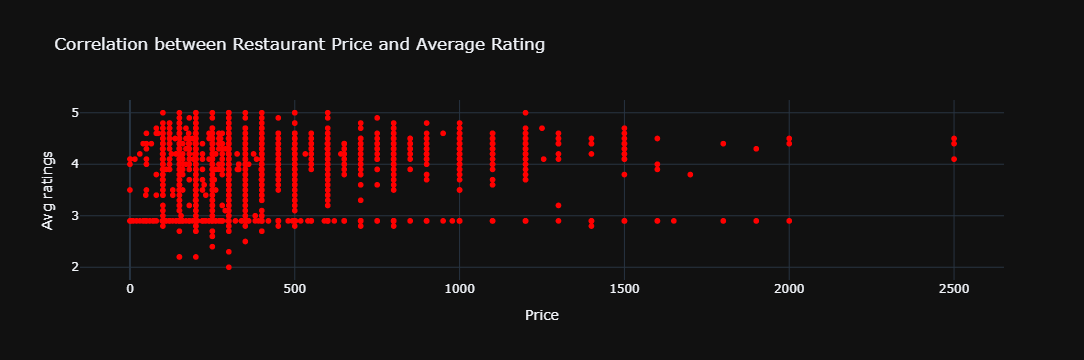 Correlation between Restaurant Price and Average Rating
5
4
3
2
Avg ratings
0 500 1000 1500 2000 2500
Price